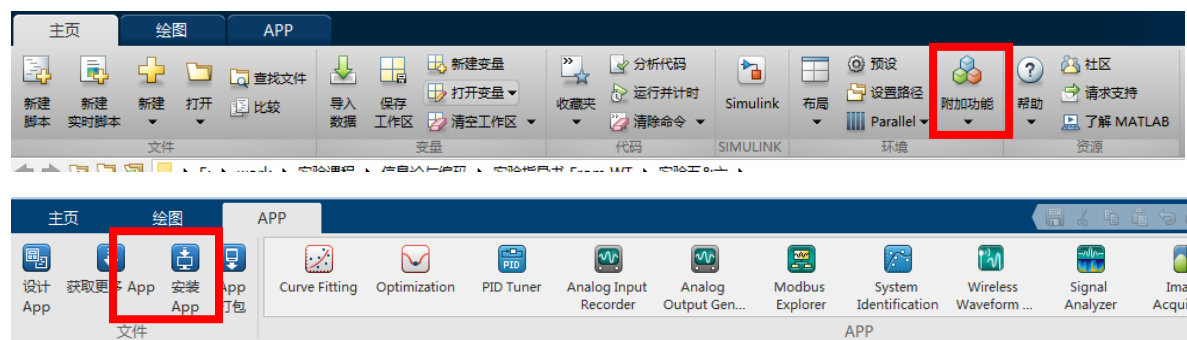 主页 绘图 APP
新建脚本 新建实时脚本 新建 打开 查找文件 比较 导入数据 保存工作区 新建变量 打开变量 清空工作区 收藏夹 分析代码 运行并计时 清除命令 Simulink 布局 预设 设置路径 Parallel 附加功能 帮助 社区 请求支持 了解 MATLAB
文件 变量 代码 SIMULINK 环境 资源
主页 绘图 APP
设计 App 获取更多 App 安装 App App 打包 Curve Fitting Optimization PID Tuner Analog Input Recorder Analog Output Gen... Modbus Explorer System Identification Wireless Waveform ... Signal Analyzer
文件 APP